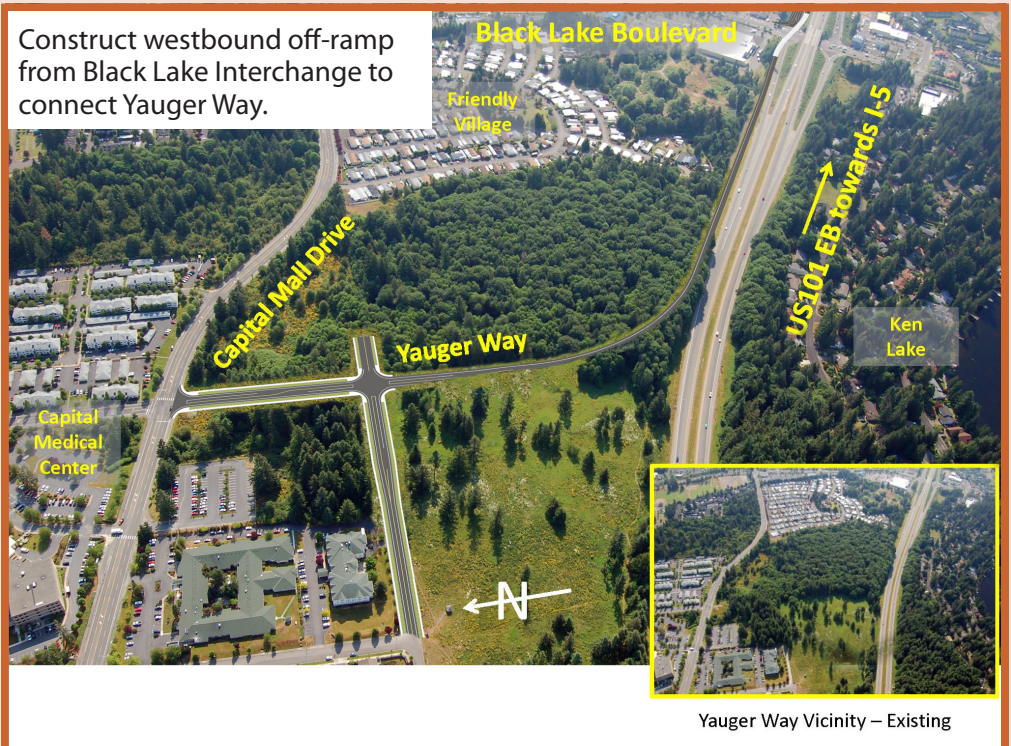 Construct westbound off-ramp
from Black Lake Interchange to
connect Yauger Way.
Black Lake Boulevard
Friendly
Village
US101 EB towards I-5
Capital Mall Drive
Yauger Way
Ken
Lake
Capital
Medical
Center
N
Yauger Way Vicinity – Existing